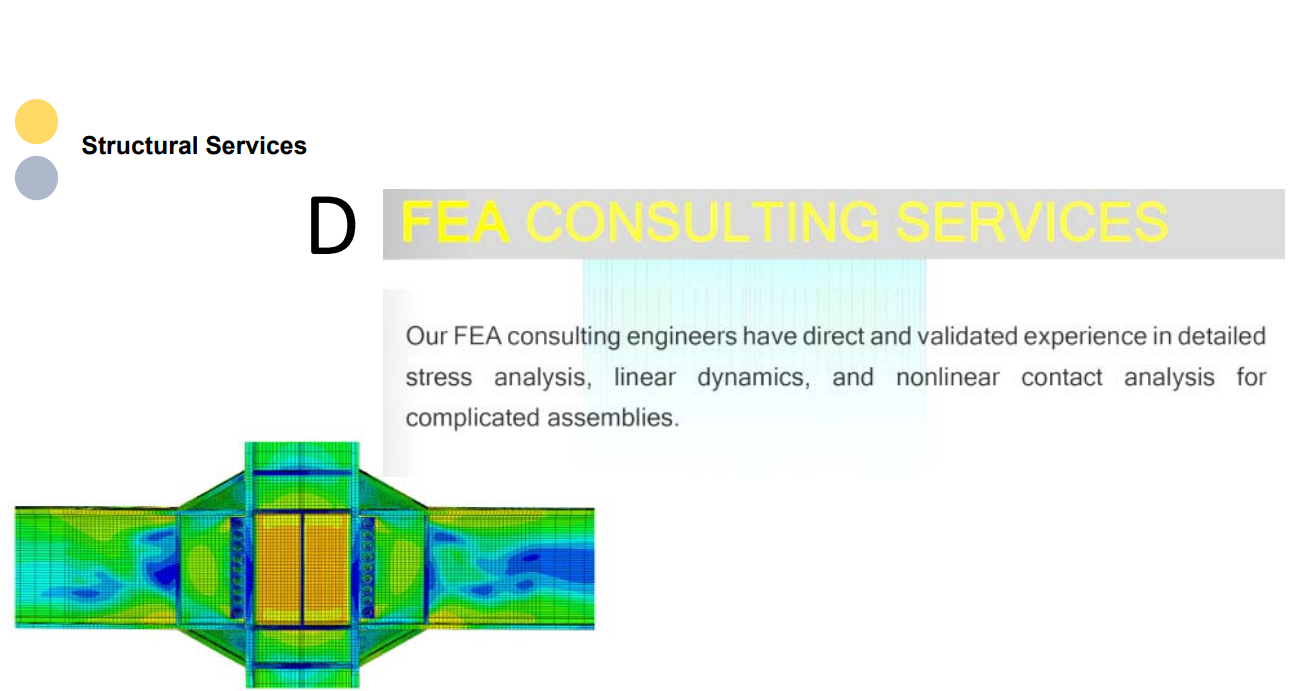 Structural Services
D
FEA CONSULTING SERVICES
Our FEA consulting engineers have direct and validated experience in detailed
stress analysis, linear dynamics, and nonlinear contact analysis for
complicated assemblies.